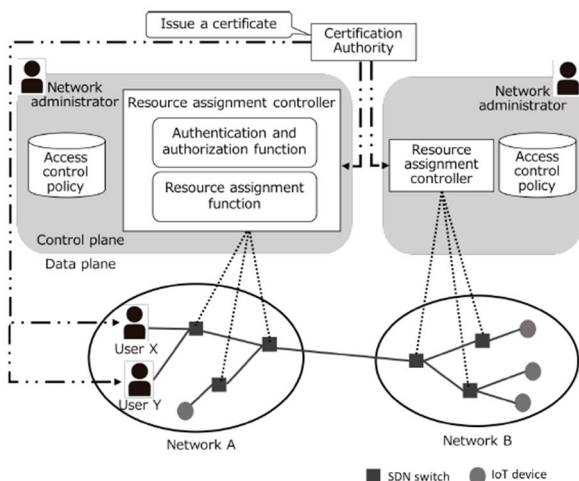 Issue a certificate
Certification
Authority
Network
administrator
Resource assignment controller
Authentication and
authorization function
Resource assignment
function
Access
control
policy
Control plane
Data plane
Network
administrator
Resource
assignment
controller
Access
control
policy
User X
User Y
Network A
Network B
SDN switch
IoT device